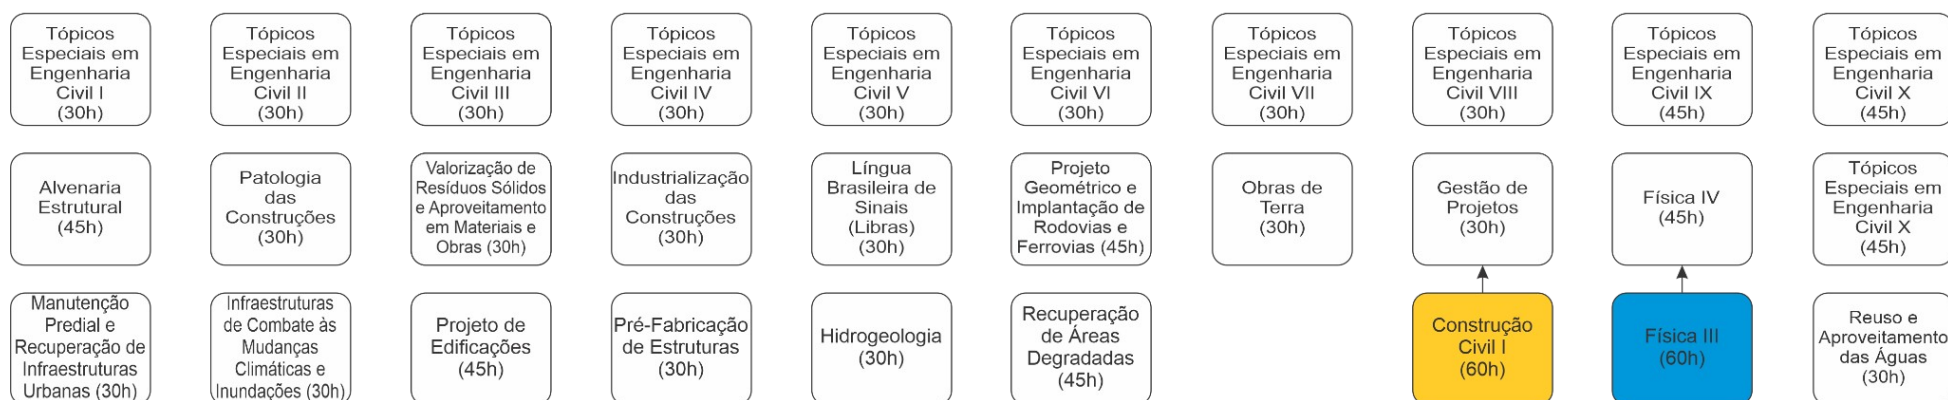 Tópicos
Especiais em
Engenharia
Civil I
(30h)
Tópicos
Especiais em
Engenharia
Civil II
(30h)
Tópicos
Especiais em
Engenharia
Civil III
(30h)
Tópicos
Especiais em
Engenharia
Civil IV
(30h)
Tópicos
Especiais em
Engenharia
Civil V
(30h)
Tópicos
Especiais em
Engenharia
Civil VI
(30h)
Tópicos
Especiais em
Engenharia
Civil VII
(30h)
Tópicos
Especiais em
Engenharia
Civil VIII
(30h)
Tópicos
Especiais em
Engenharia
Civil IX
(45h)
Tópicos
Especiais em
Engenharia
Civil X
(45h)
Alvenaria
Estrutural
(45h)
Patologia
das
Construções
(30h)
Valorização de
Resíduos Sólidos
e Aproveitamento
em Materiais e
Obras (30h)
Industrialização
das
Construções
(30h)
Língua
Brasileira de
Sinais
(Libras)
(30h)
Projeto
Geométrico e
Implantação de
Rodovias e
Ferrovias (45h)
Obras de
Terra
(30h)
Gestão de
Projetos
(30h)
Física IV
(45h)
Tópicos
Especiais em
Engenharia
Civil X
(45h)
Manutenção
Predial e
Recuperação de
Infraestruturas
Urbanas (30h)
Infraestruturas
de Combate às
Mudanças
Climáticas e
Inundações (30h)
Projeto de
Edificações
(45h)
Pré-Fabricação
de Estruturas
(30h)
Hidrogeologia
(30h)
Recuperação
de Áreas
Degradadas
(45h)
Construção
Civil I
(60h)
Física III
(60h)
Reuso e
Aproveitamento
das Águas
(30h)